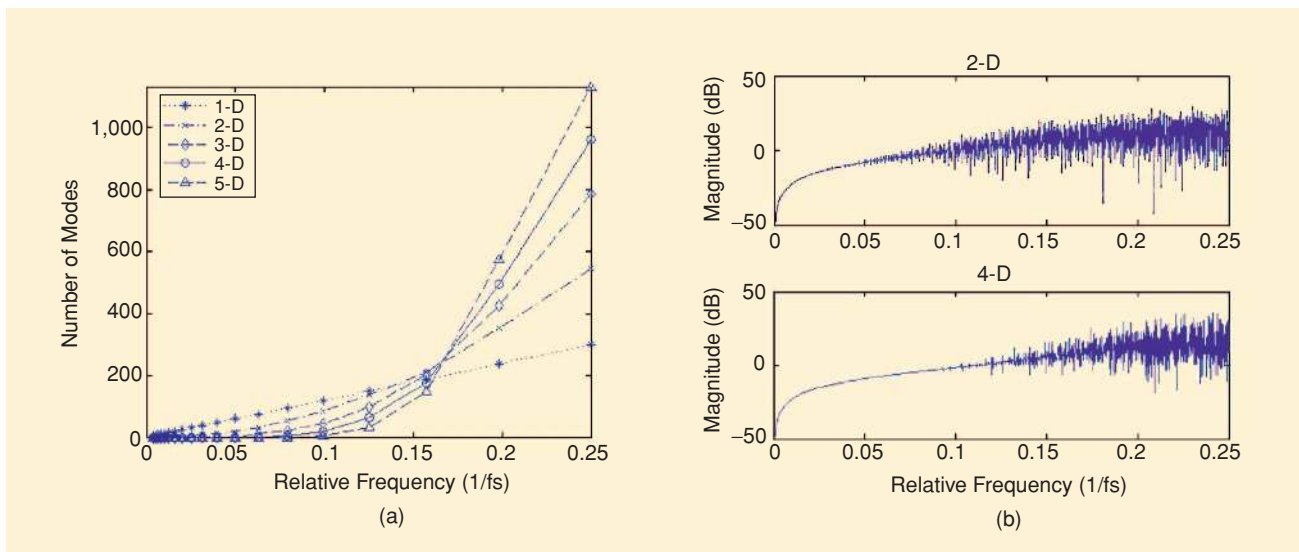 1,000
800
600
400
200
0
Number of Modes
1-D
2-D
3-D
4-D
5-D
0 0.05 0.1 0.15 0.2 0.25
Relative Frequency (1/fs)
(a)
2-D
50
0
−50
Magnitude (dB)
0 0.05 0.1 0.15 0.2 0.25
4-D
50
0
−50
Magnitude (dB)
0 0.05 0.1 0.15 0.2 0.25
Relative Frequency (1/fs)
(b)